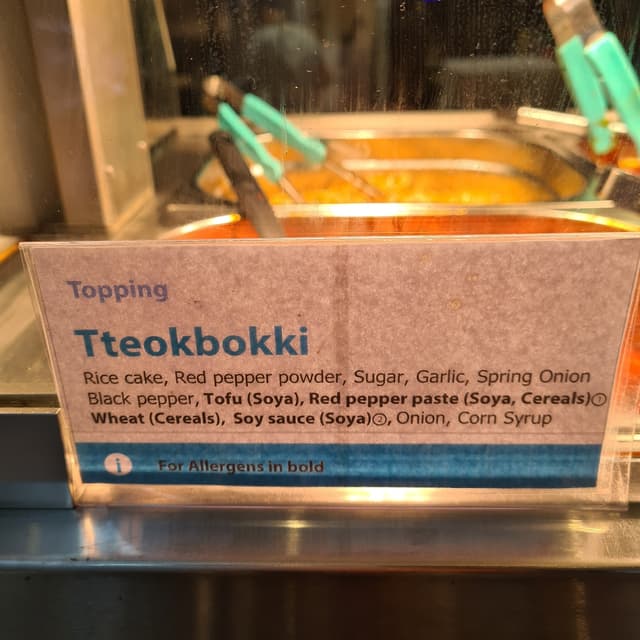 Topping
Tteokbokki
Rice cake, Red pepper powder, Sugar, Garlic, Spring Onion
Black pepper, Tofu (Soya), Red pepper paste (Soya, Cereals)①
Wheat (Cereals), Soy sauce (Soya)②, Onion, Corn Syrup
i For Allergens in bold